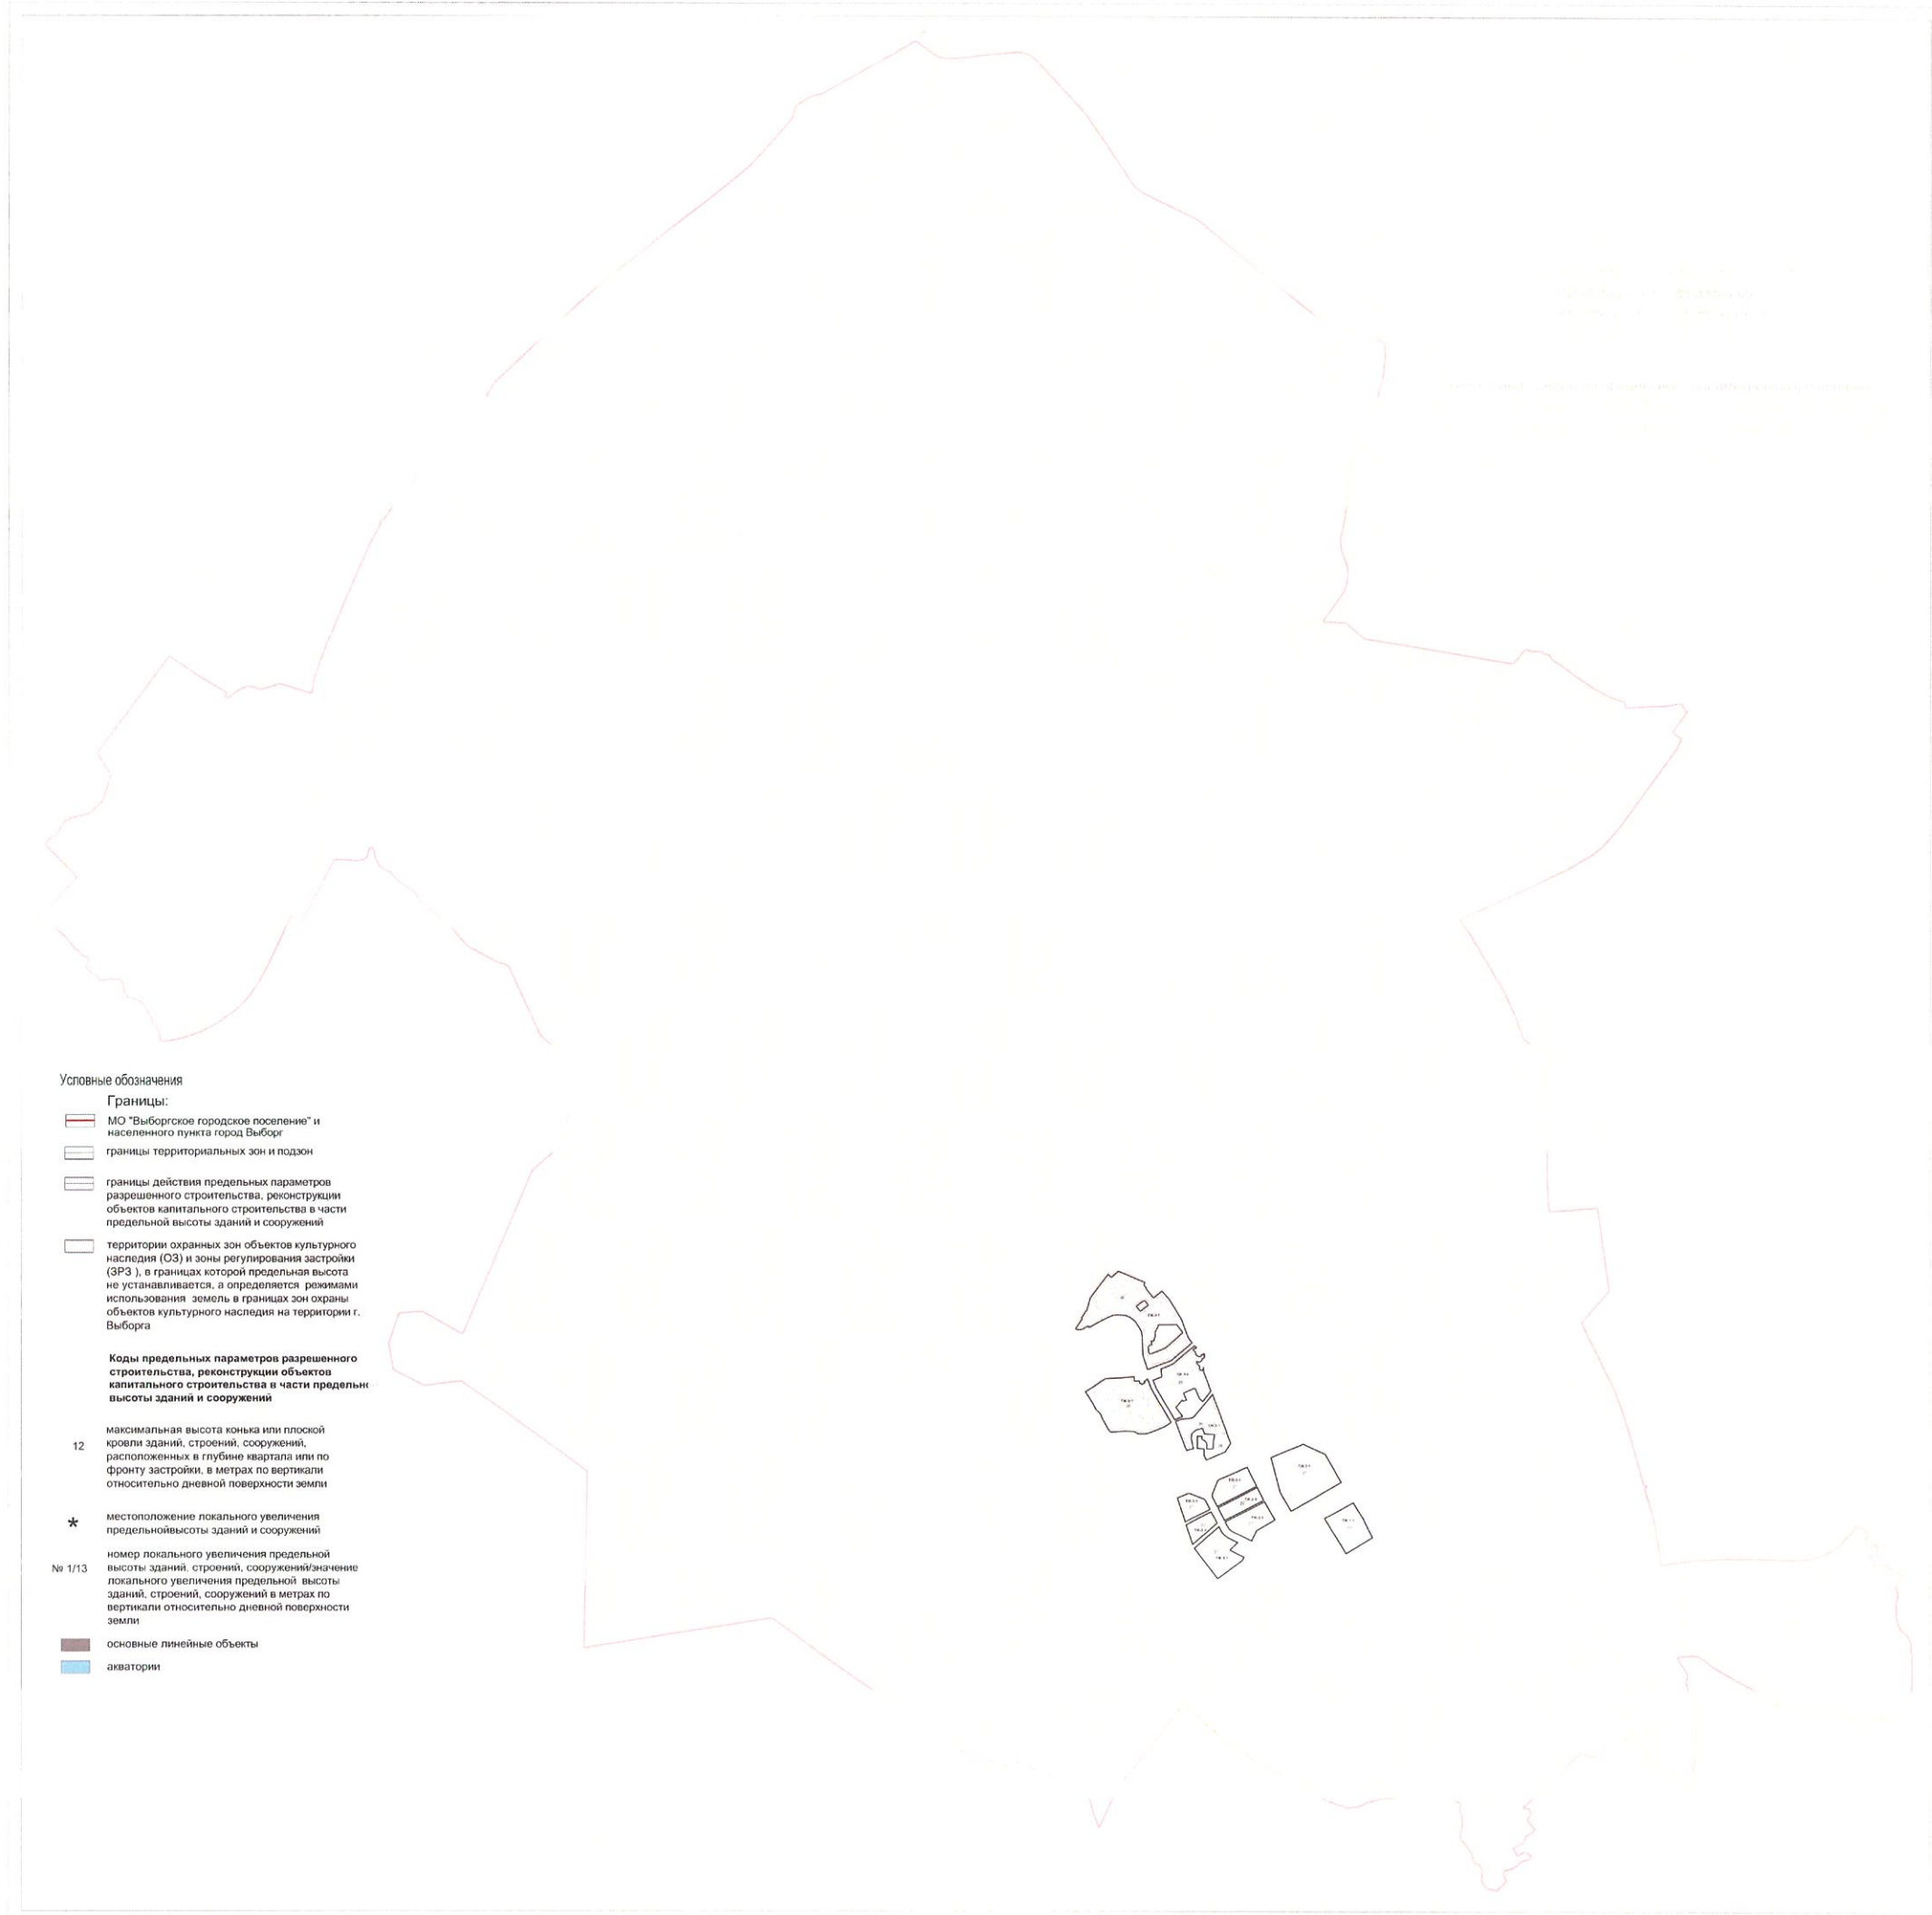 Условные обозначения
Границы:
МО "Выборгское городское поселение" и
населенного пункта город Выборг
границы территориальных зон и подзон
границы действия предельных параметров
разрешенного строительства, реконструкции
объектов капитального строительства в части
предельной высоты зданий и сооружений
территории охранных зон объектов культурного
наследия (ОЗ) и зоны регулирования застройки
(ЗРЗ ), в границах которой предельная высота
не устанавливается, а определяется режимами
использования земель в границах зон охраны
объектов культурного наследия на территории г.
Выборга
Коды предельных параметров разрешенного
строительства, реконструкции объектов
капитального строительства в части предельно
высоты зданий и сооружений
12
максимальная высота конька или плоской
кровли зданий, строений, сооружений,
расположенных в глубине квартала или по
фронту застройки, в метрах по вертикали
относительно дневной поверхности земли
*
местоположение локального увеличения
предельнойвысоты зданий и сооружений
№ 1/13
номер локального увеличения предельной
высоты зданий, строений, сооружений/значение
локального увеличения предельной высоты
зданий, строений, сооружений в метрах по
вертикали относительно дневной поверхности
земли
основные линейные объекты
акватории